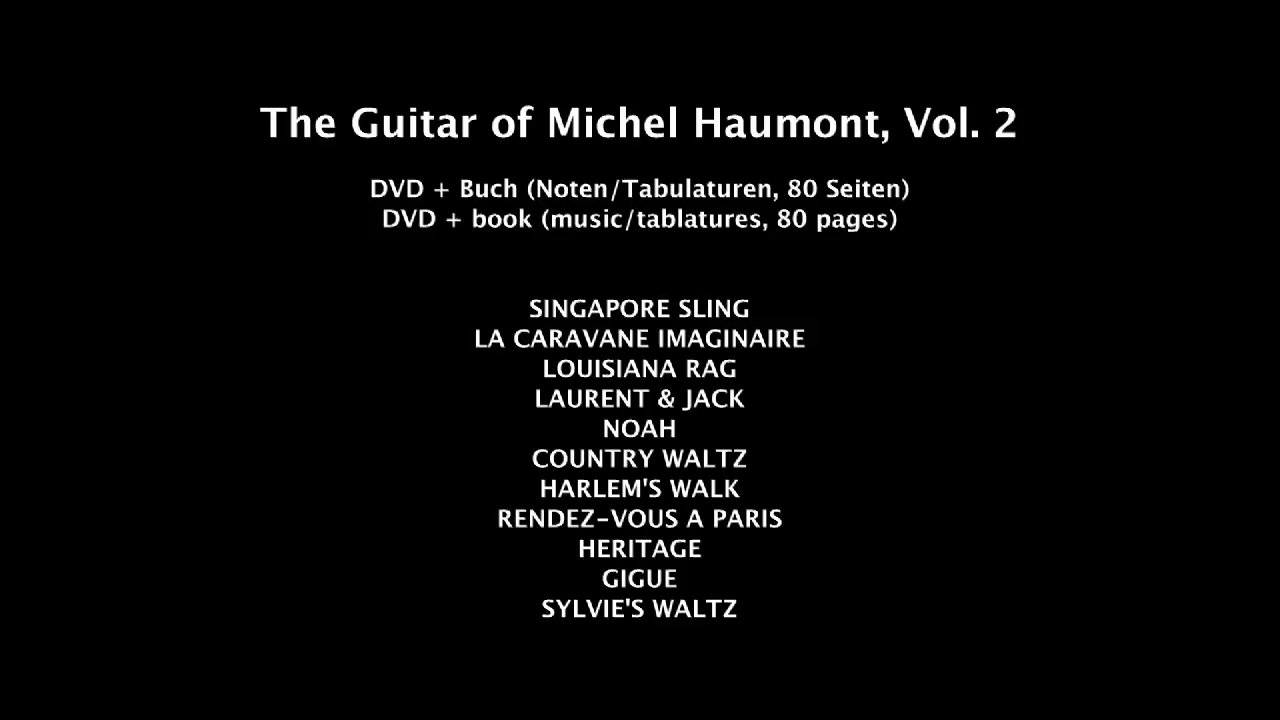 The Guitar of Michel Haumont, Vol. 2
DVD + Buch (Noten/Tabulaturen, 80 Seiten)
DVD + book (music/tablatures, 80 pages)
SINGAPORE SLING
LA CARAVANE IMAGINAIRE
LOUISIANA RAG
LAURENT & JACK
NOAH
COUNTRY WALTZ
HARLEM'S WALK
RENDEZ-VOUS A PARIS
HERITAGE
GIGUE
SYLVIE'S WALTZ